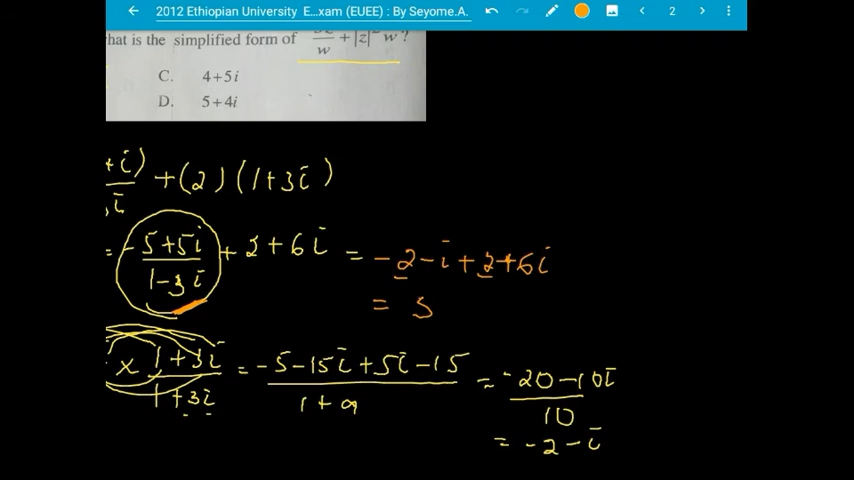 2012 Ethiopian University E...xam (EUEE) : By Seyome.A.
2
hat is the simplified form of
w + |z|² w ?
C. 4+5i
D. 5+4i
+i) + (2) (1+3i)
= -5+5i / 1-3i + 2+6i = -2-i+2+6i
= 5
× 1+3i / 1+3i = -5-15i+5i-15 / 1+9 = -20-10i / 10
= -2-i